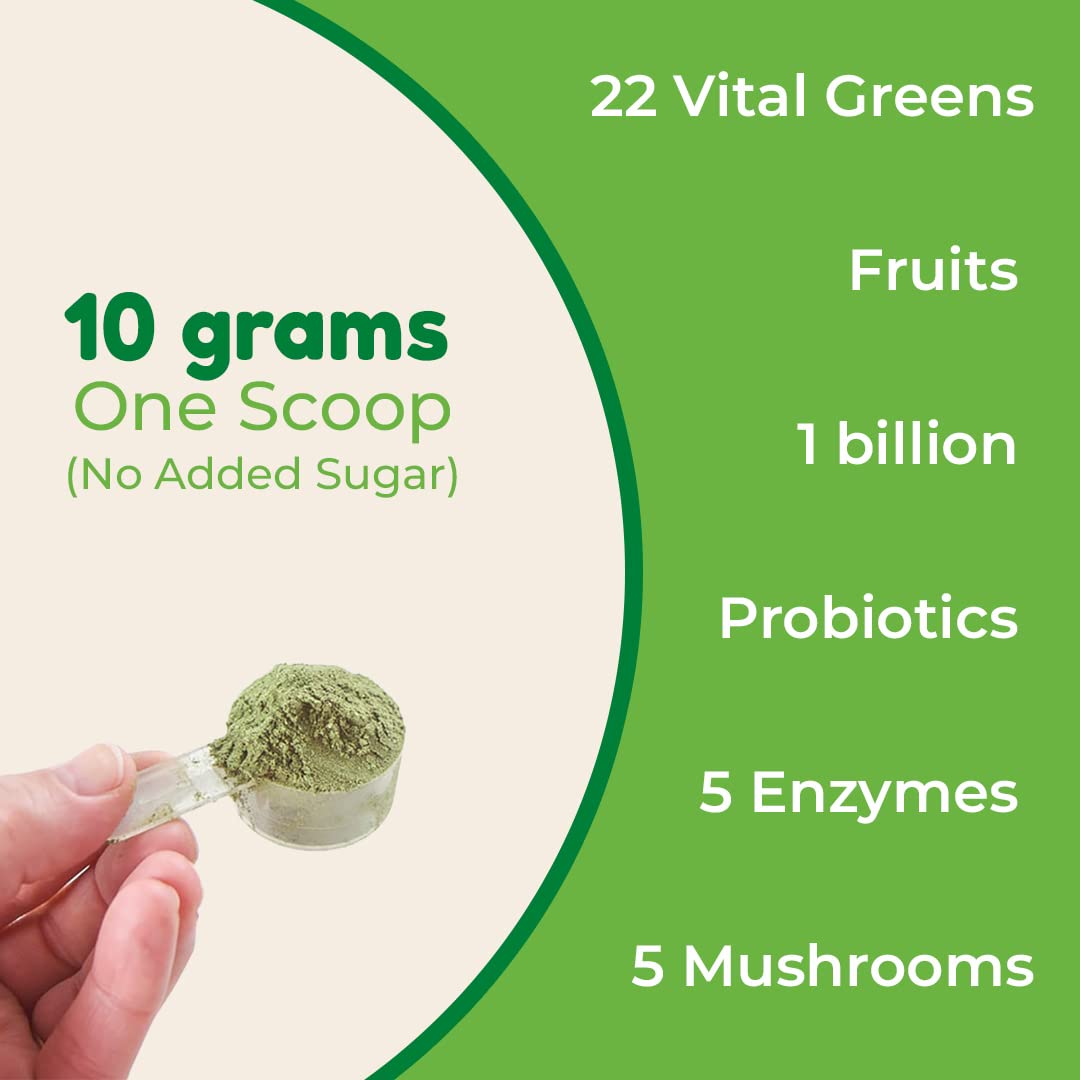 10 grams
One Scoop
(No Added Sugar)
22 Vital Greens
Fruits
1 billion
Probiotics
5 Enzymes
5 Mushrooms